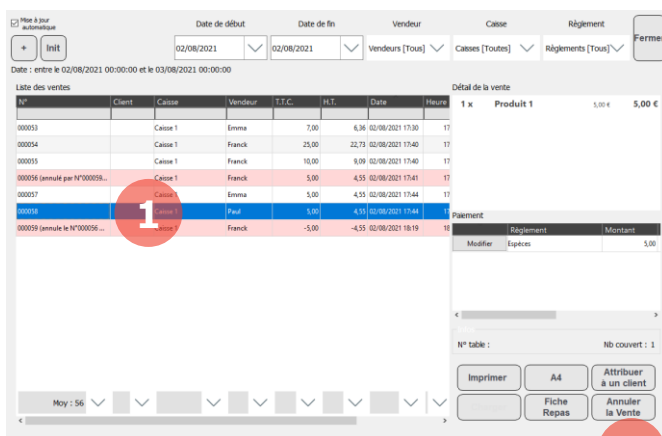 Mise à jour automatique
Date de début Date de fin Vendeur Caisse Règlement
+ Init 02/08/2021 02/08/2021 Vendeurs [Tous] Caisses [Toutes] Règlements [Tous] Fermer
Date : entre le 02/08/2021 00:00:00 et le 03/08/2021 00:00:00
Liste des ventes
N° Client Caisse Vendeur T.T.C. H.T. Date Heure
000053 Caisse 1 Emma 7,00 6,36 02/08/2021 17:30 17
000054 Caisse 1 Franck 25,00 22,73 02/08/2021 17:40 17
000055 Caisse 1 Franck 10,00 9,09 02/08/2021 17:40 17
000056 (annulé par N°000059... Caisse 1 Franck 5,00 4,55 02/08/2021 17:41 17
000057 Caisse 1 Emma 5,00 4,55 02/08/2021 17:44 17
000058 Caisse 1 Paul 5,00 4,55 02/08/2021 17:44 17
000059 (annule le N°000056 ... Caisse 1 Franck -5,00 -4,55 02/08/2021 18:19 18
1
Moy : 56
Détail de la vente
1 x Produit 1 5,00 € 5,00 €
Paiement
Règlement Montant
Modifier Espèces 5,00
N° table : Nb couvert : 1
Imprimer A4 Attribuer à un client
Fiche Repas Annuler la Vente